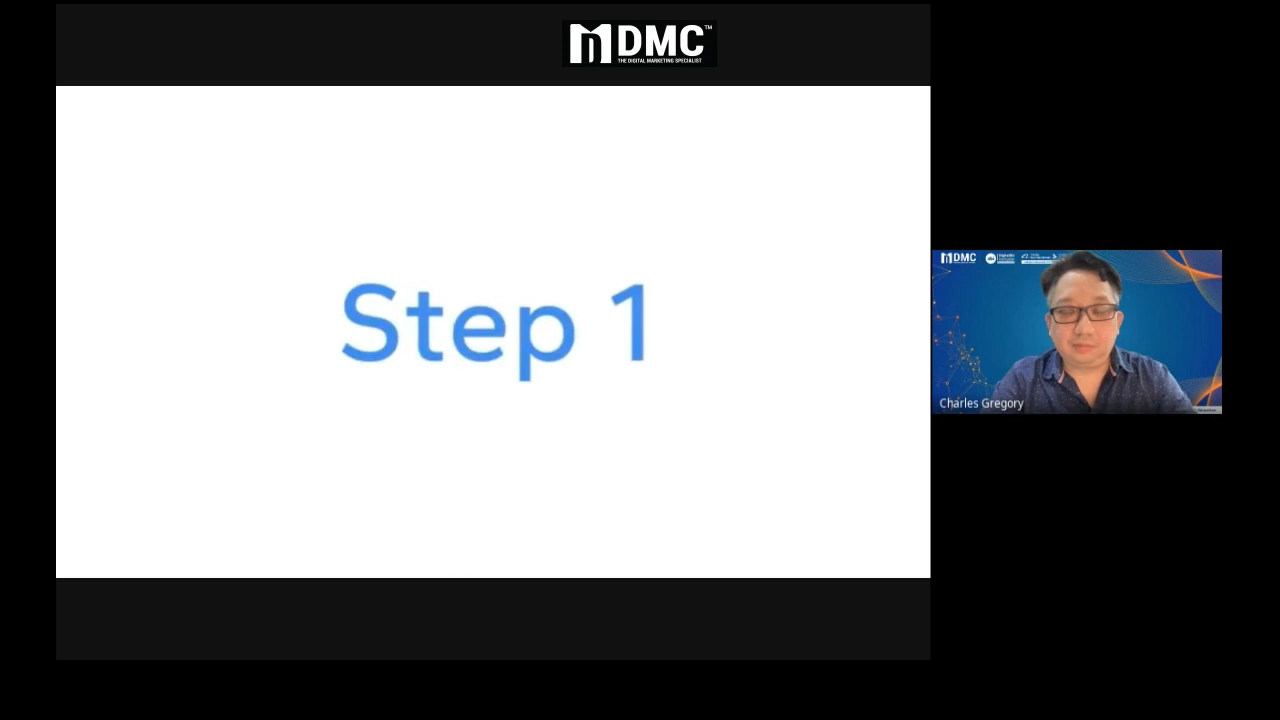 DMC™
THE DIGITAL MARKETING SPECIALIST
Step 1
DMC
Charles Gregory